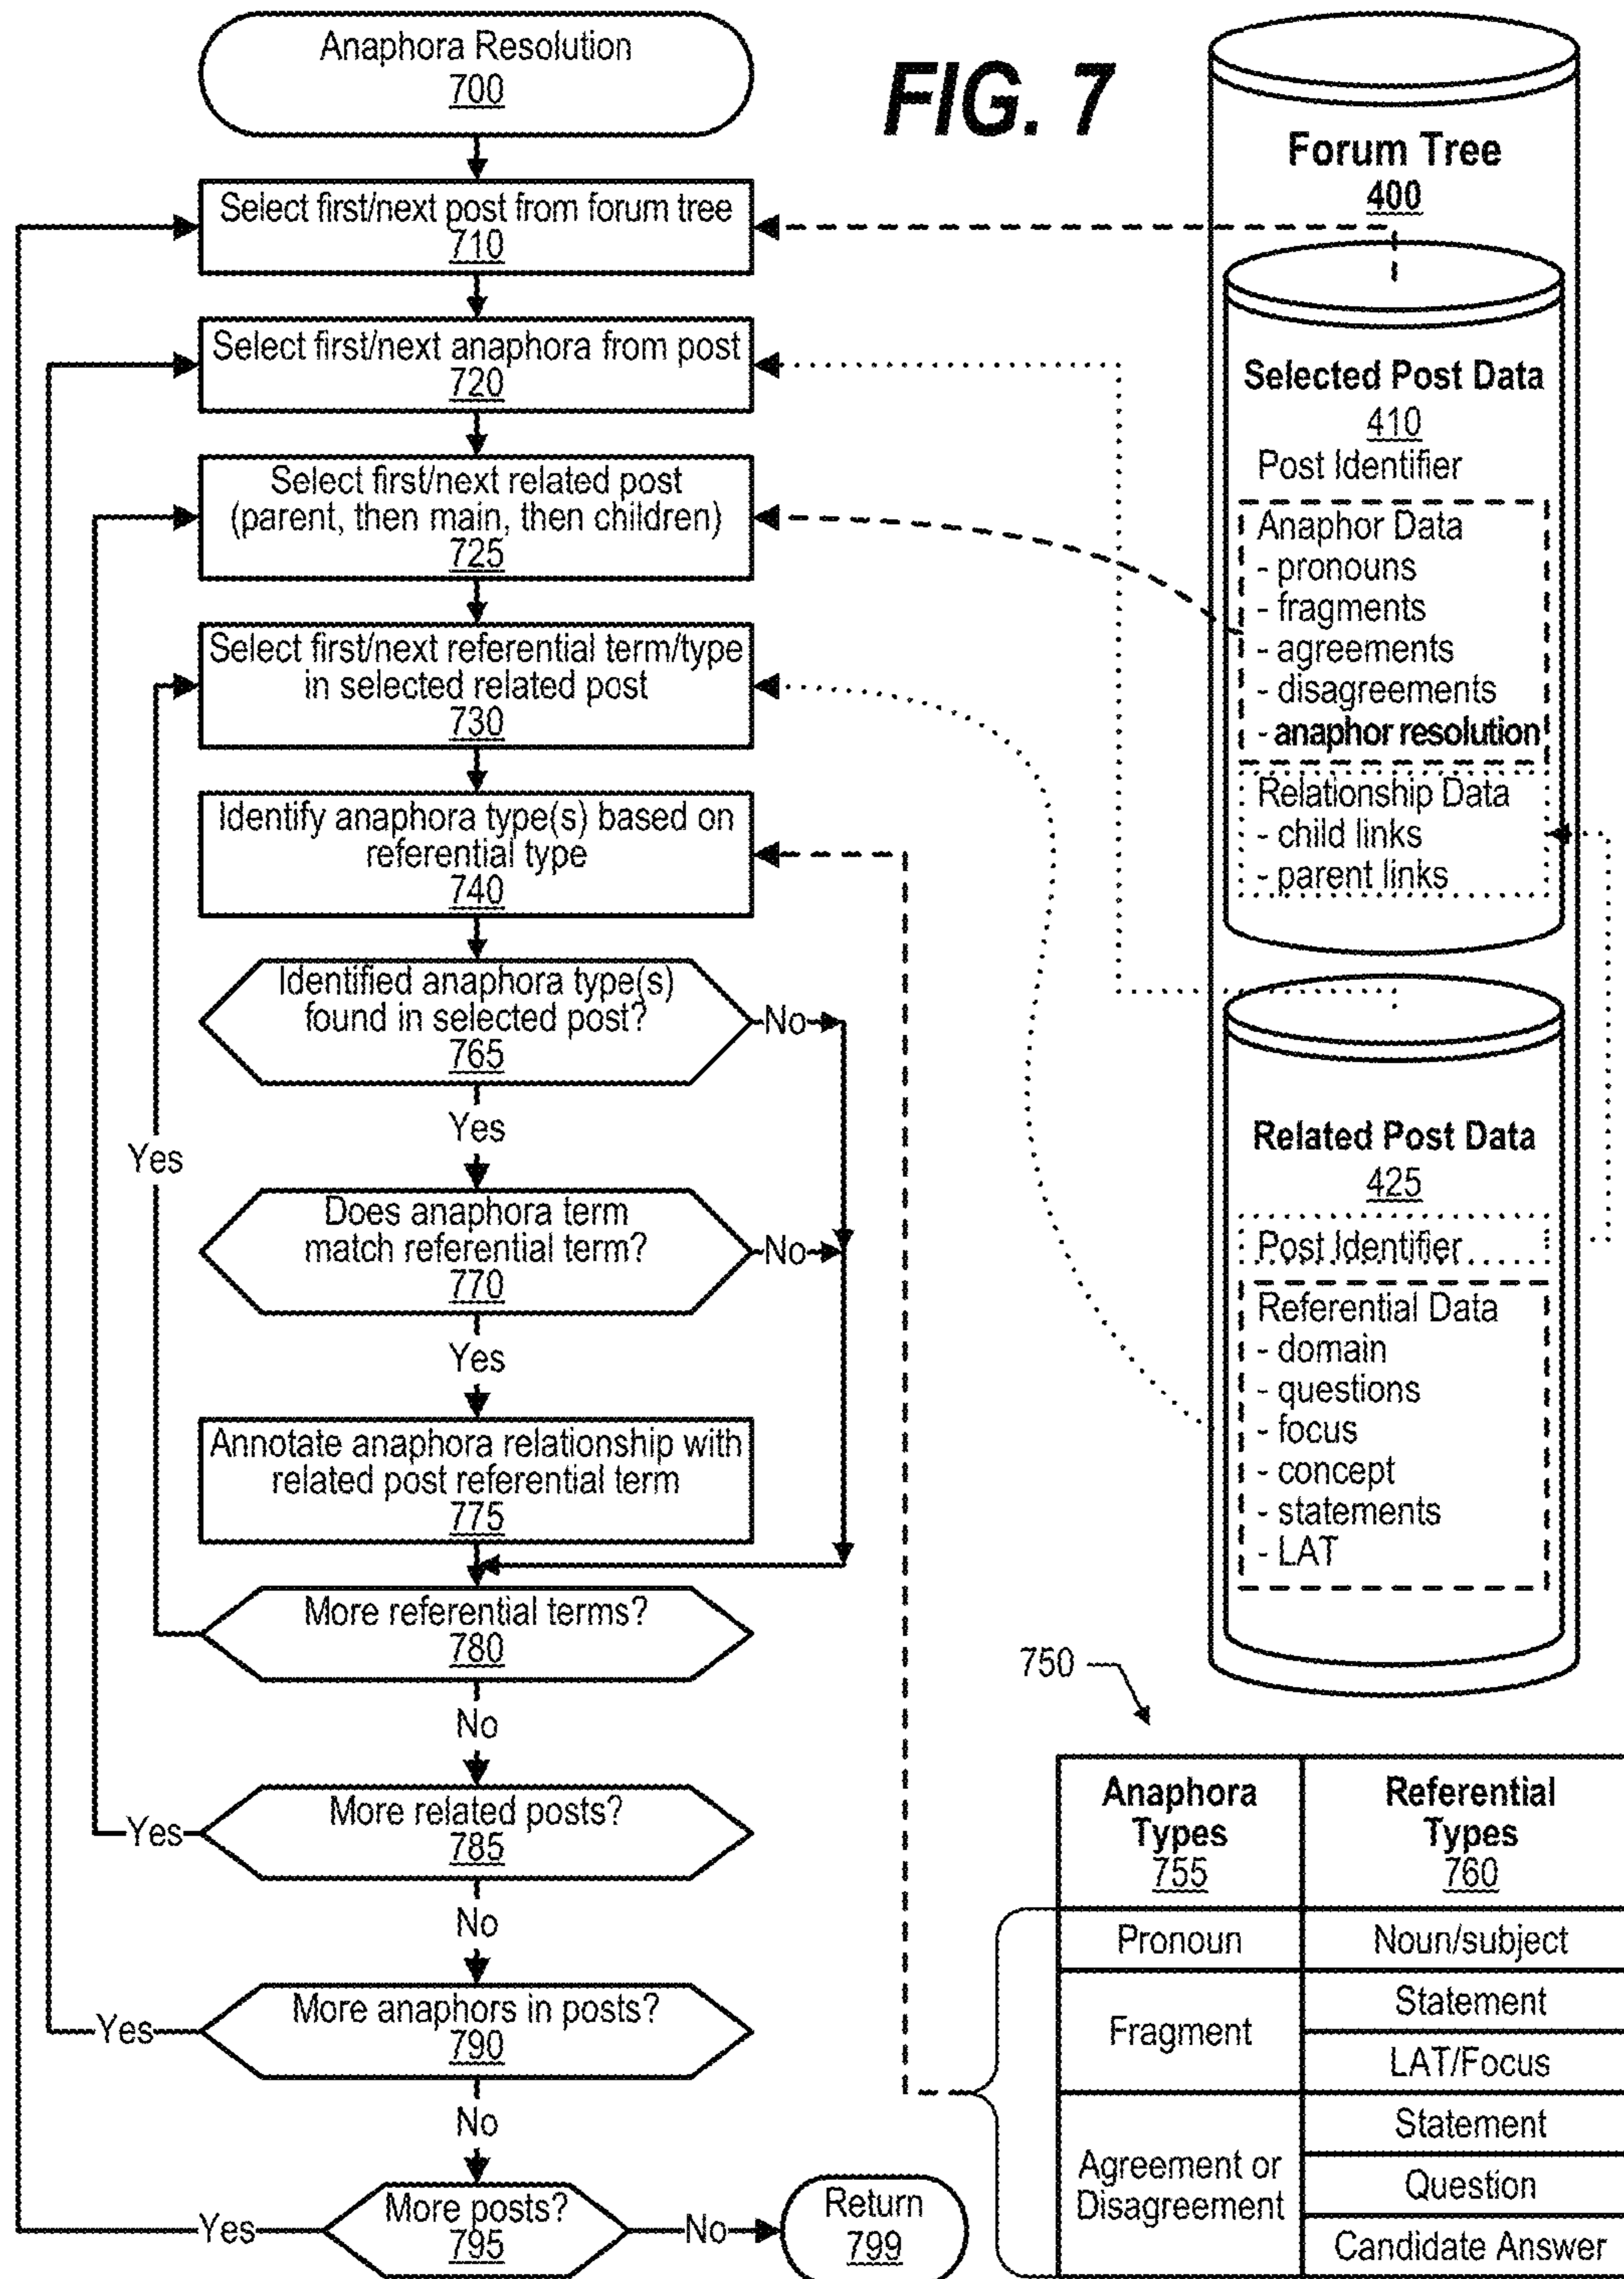 FIG. 7
Anaphora Resolution
700
Select first/next post from forum tree
710
Select first/next anaphora from post
720
Select first/next related post
(parent, then main, then children)
725
Select first/next referential term/type
in selected related post
730
Identify anaphora type(s) based on
referential type
740
Identified anaphora type(s)
found in selected post?
765
No
Yes
Does anaphora term
match referential term?
770
No
Yes
Annotate anaphora relationship with
related post referential term
775
More referential terms?
780
Yes
No
More related posts?
785
Yes
No
More anaphors in posts?
790
Yes
No
More posts?
795
Yes
No
Return
799
Forum Tree
400
Selected Post Data
410
Post Identifier
Anaphor Data
- pronouns
- fragments
- agreements
- disagreements
- anaphor resolution
Relationship Data
- child links
- parent links
Related Post Data
425
Post Identifier
Referential Data
- domain
- questions
- focus
- concept
- statements
- LAT
750
Anaphora
Types
755
Referential
Types
760
Pronoun
Noun/subject
Fragment
Statement
LAT/Focus
Agreement or
Disagreement
Statement
Question
Candidate Answer